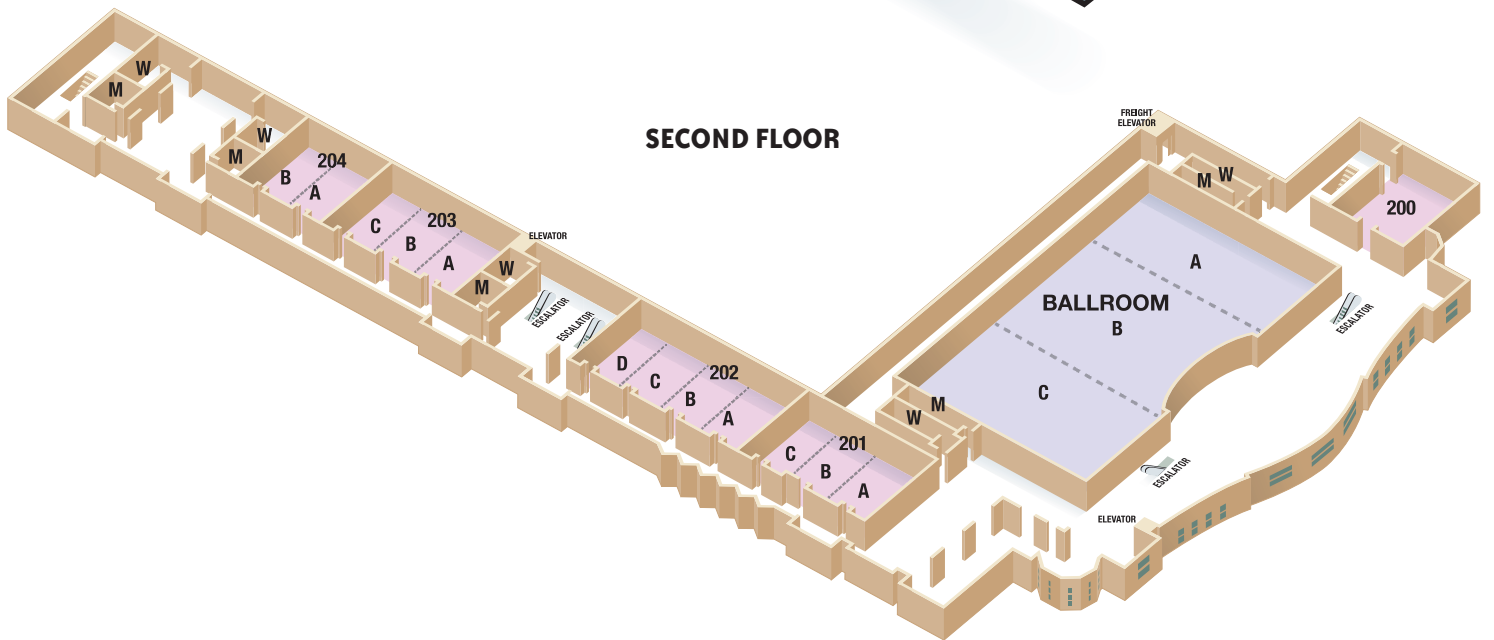 SECOND FLOOR
W
M
W
M
204
B
A
203
C
B
A
ELEVATOR
W
M
ESCALATOR
ESCALATOR
202
D
C
B
A
201
C
B
A
M
W
FREIGHT
ELEVATOR
M
W
200
BALLROOM
A
B
C
ESCALATOR
ESCALATOR
ELEVATOR